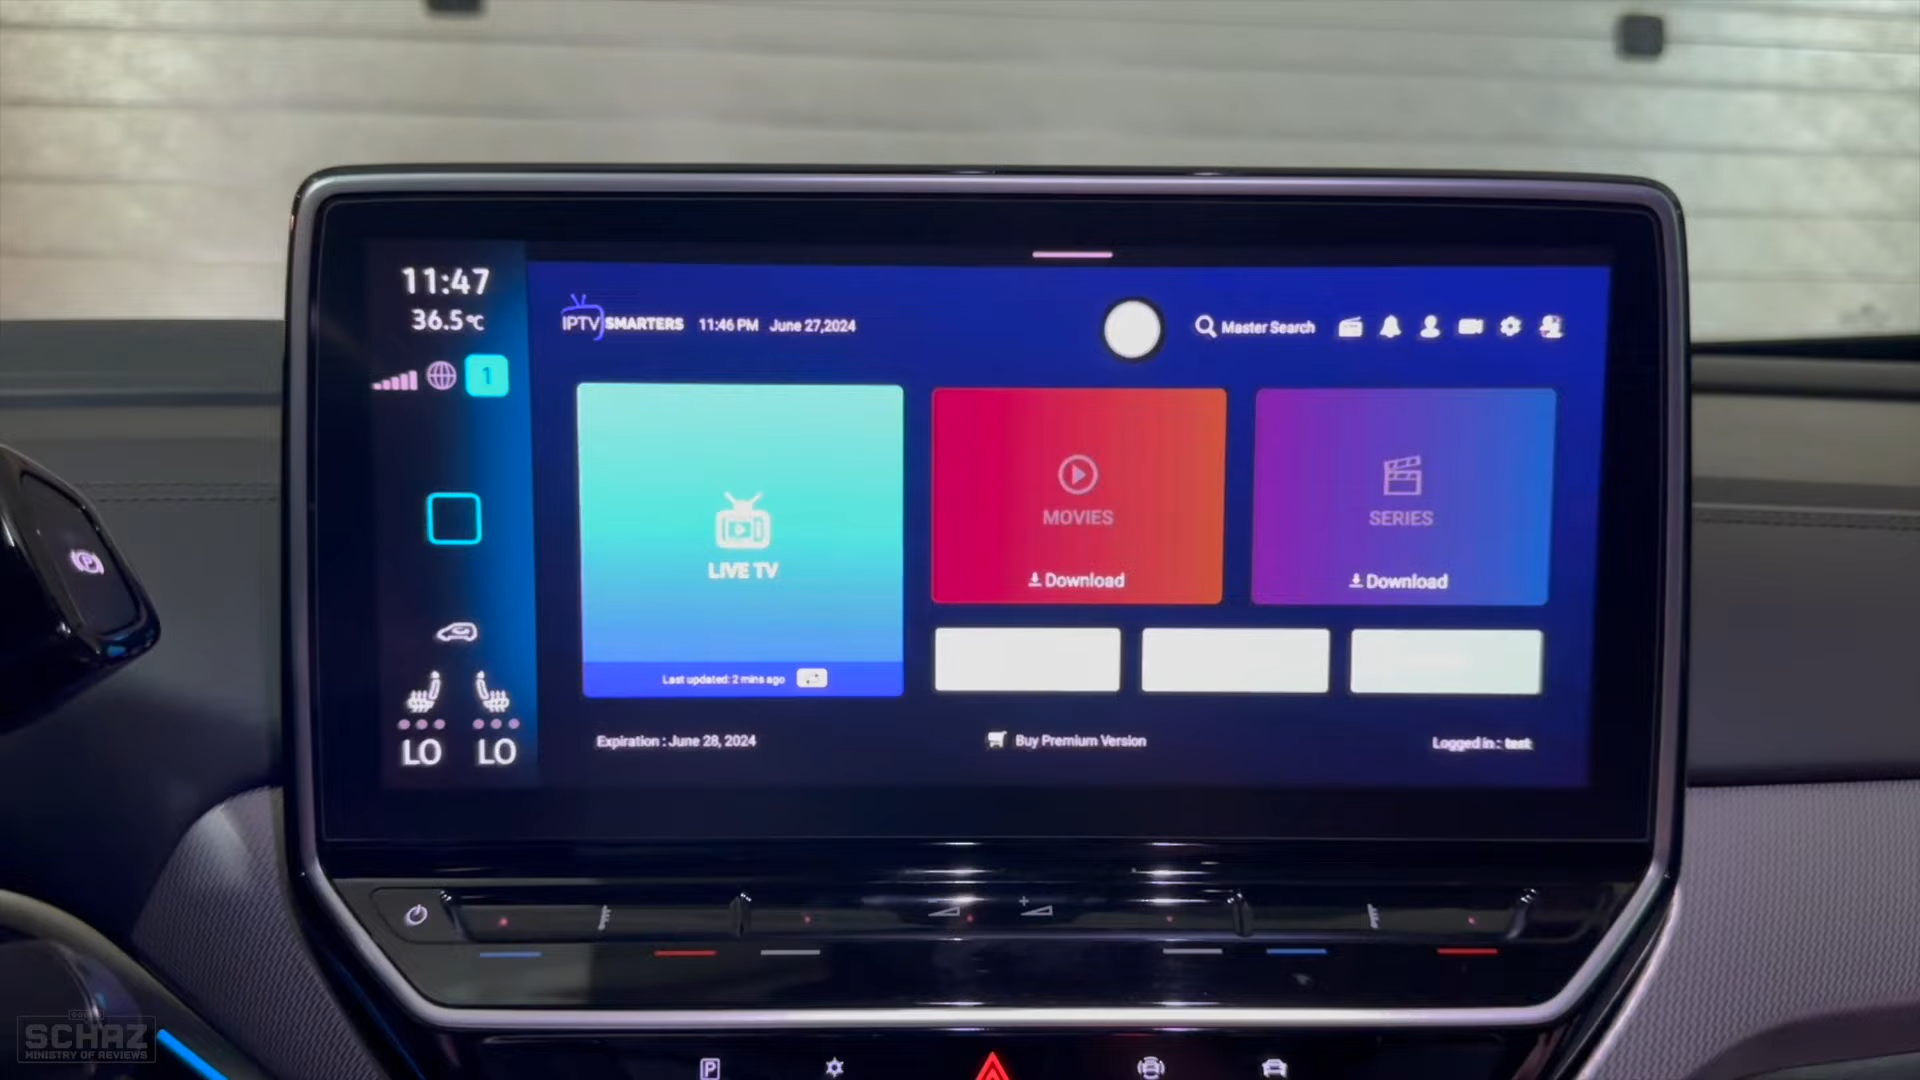 11:47
36.5°C
1
LO LO
IPTV SMARTERS 11:46 PM June 27,2024
Master Search
LIVE TV
Last updated: 2 mins ago
MOVIES
Download
SERIES
Download
Expiration : June 28, 2024
Buy Premium Version
Logged in : test
P
P
SCHAZ
MINISTRY OF REVIEWS